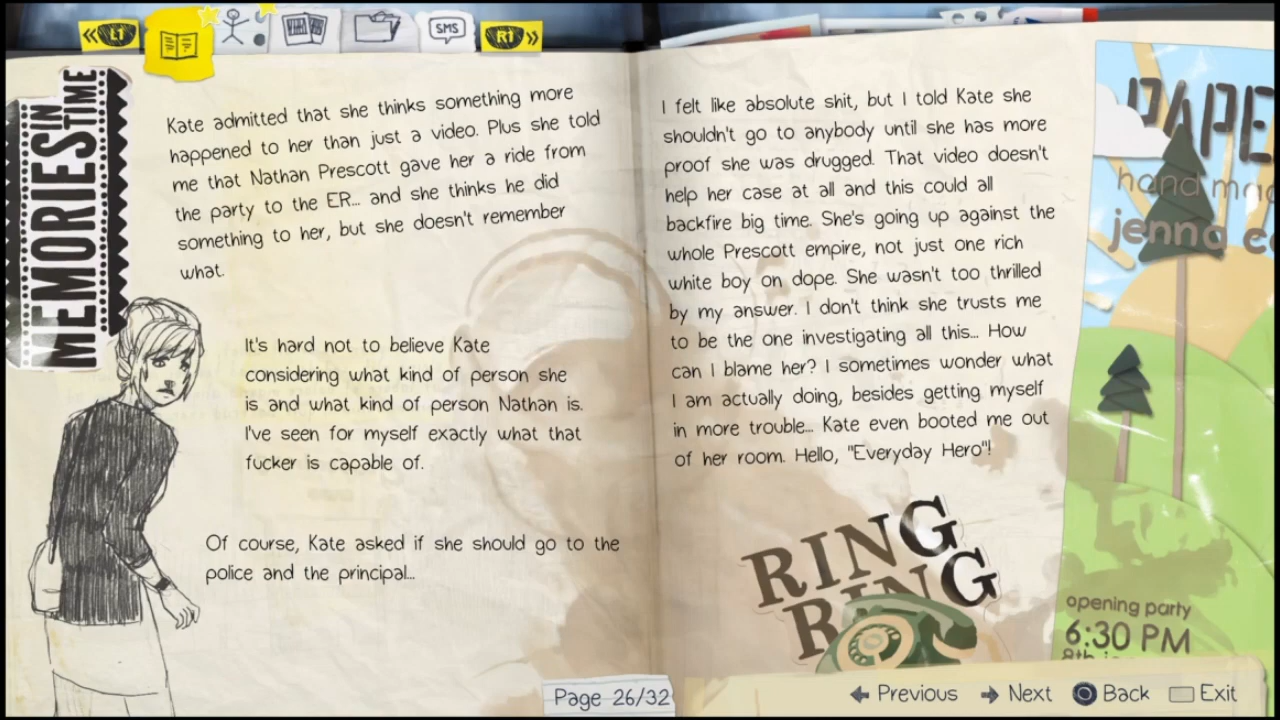 L1
SMS
R1
MEMORIES IN TIME
Kate admitted that she thinks something more
happened to her than just a video. Plus she told
me that Nathan Prescott gave her a ride from
the party to the ER... and she thinks he did
something to her, but she doesn't remember
what.
It's hard not to believe Kate
considering what kind of person she
is and what kind of person Nathan is.
I've seen for myself exactly what that
fucker is capable of.
Of course, Kate asked if she should go to the
police and the principal...
I felt like absolute shit, but I told Kate she
shouldn't go to anybody until she has more
proof she was drugged. That video doesn't
help her case at all and this could all
backfire big time. She's going up against the
whole Prescott empire, not just one rich
white boy on dope. She wasn't too thrilled
by my answer. I don't think she trusts me
to be the one investigating all this... How
can I blame her? I sometimes wonder what
I am actually doing, besides getting myself
in more trouble... Kate even booted me out
of her room. Hello, "Everyday Hero"!
RING
RING
PAPE
hand mad
jenna c
opening party
6:30 PM
8th
Page 26/32
Previous
Next
Back
Exit